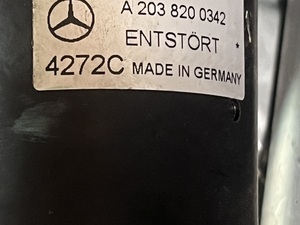 A 203 820 0342
ENTSTÖRT
4272C MADE IN GERMANY